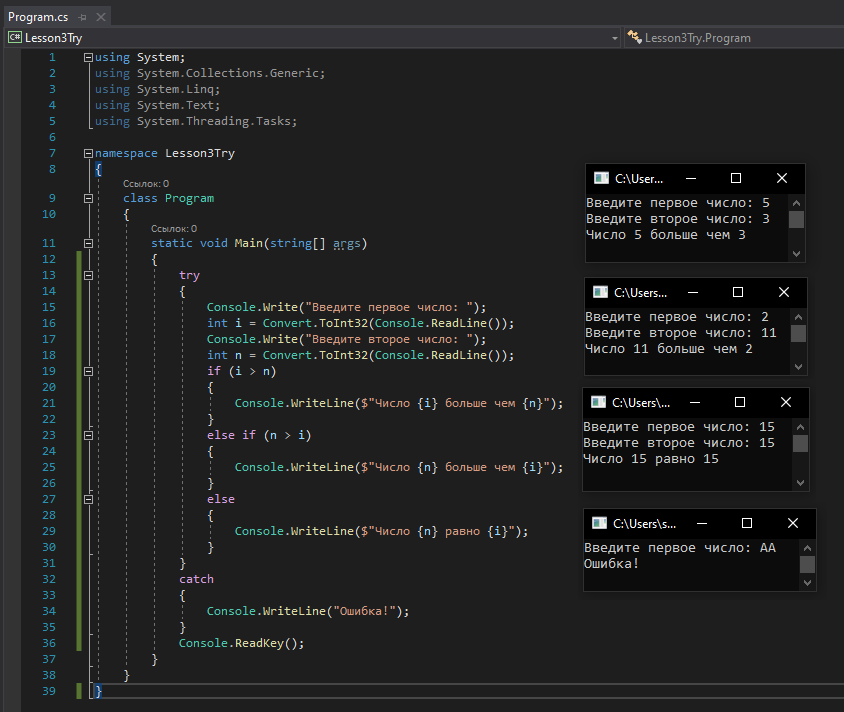 Program.cs
C# Lesson3Try
Lesson3Try.Program
1 using System;
2 using System.Collections.Generic;
3 using System.Linq;
4 using System.Text;
5 using System.Threading.Tasks;
6
7 namespace Lesson3Try
8 {
Ссылок: 0
9 class Program
10 {
Ссылок: 0
11 static void Main(string[] args)
12 {
13 try
14 {
15 Console.Write("Введите первое число: ");
16 int i = Convert.ToInt32(Console.ReadLine());
17 Console.Write("Введите второе число: ");
18 int n = Convert.ToInt32(Console.ReadLine());
19 if (i > n)
20 {
21 Console.WriteLine($"Число {i} больше чем {n}");
22 }
23 else if (n > i)
24 {
25 Console.WriteLine($"Число {n} больше чем {i}");
26 }
27 else
28 {
29 Console.WriteLine($"Число {n} равно {i}");
30 }
31 }
32 catch
33 {
34 Console.WriteLine("Ошибка!");
35 }
36 Console.ReadKey();
37 }
38 }
39 }
C:\User...
Введите первое число: 5
Введите второе число: 3
Число 5 больше чем 3
C:\Users...
Введите первое число: 2
Введите второе число: 11
Число 11 больше чем 2
C:\Users\...
Введите первое число: 15
Введите второе число: 15
Число 15 равно 15
C:\Users\s...
Введите первое число: AA
Ошибка!